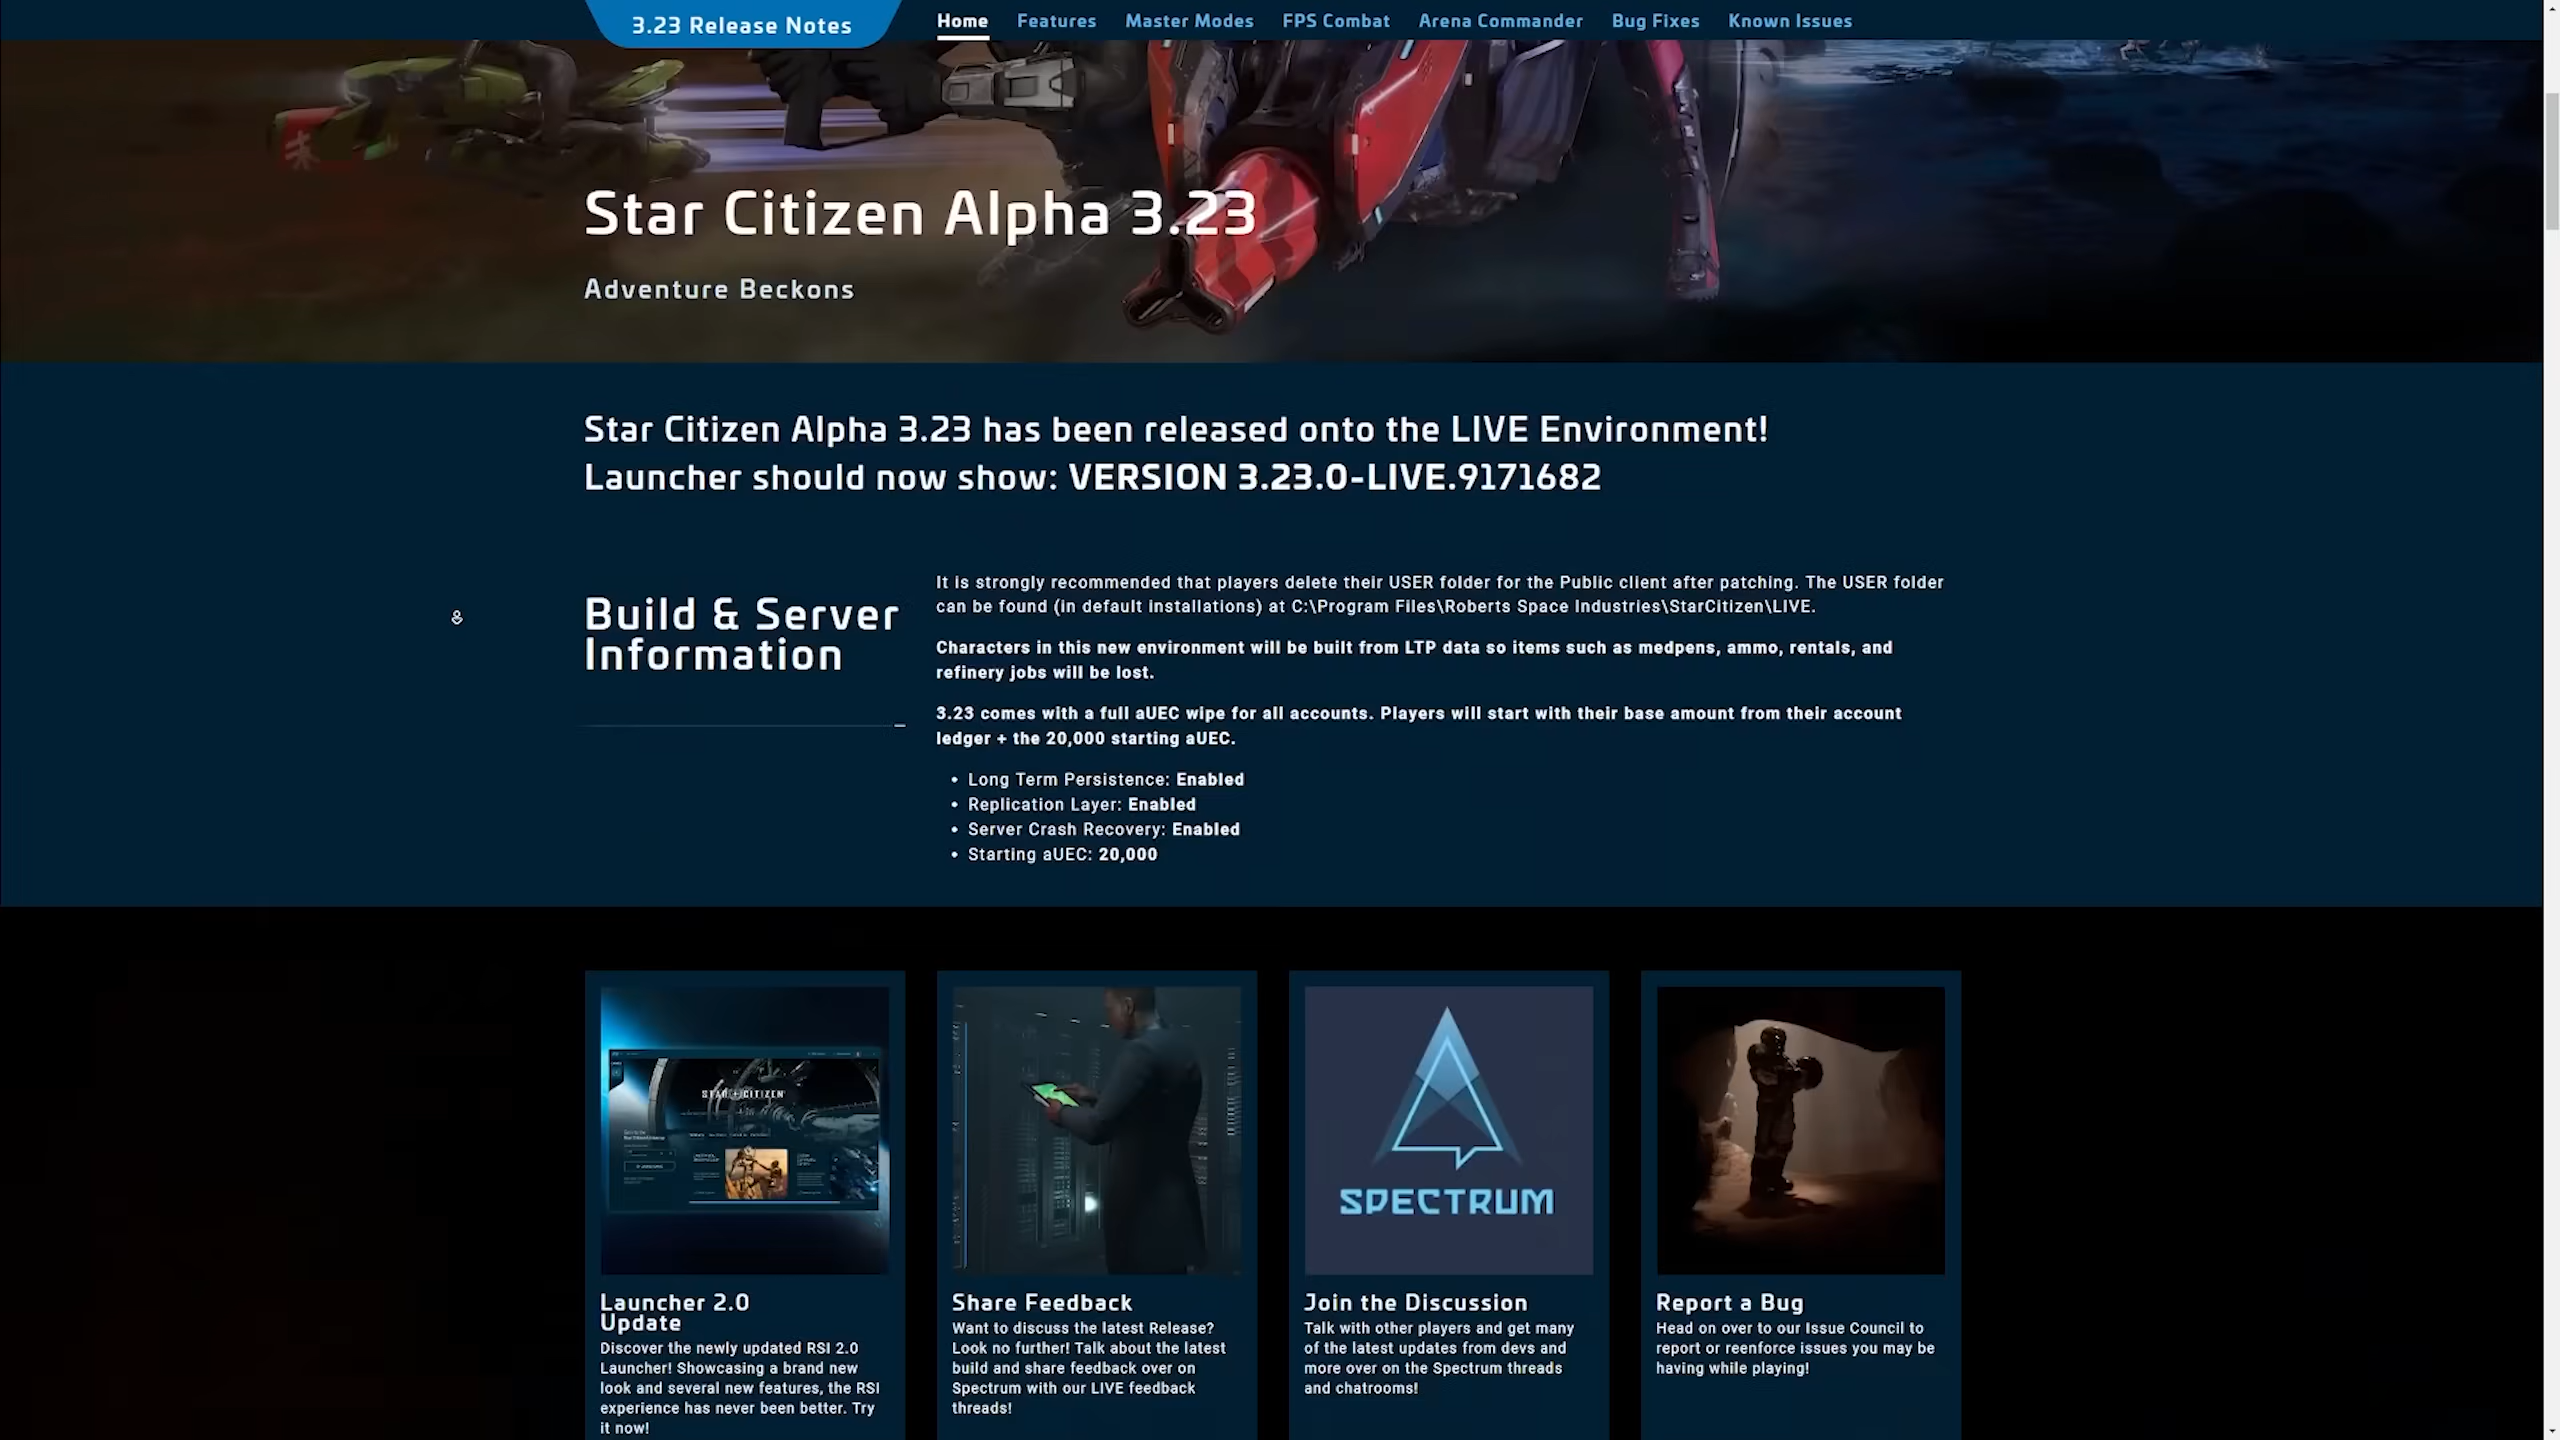 3.23 Release Notes
Home Features Master Modes FPS Combat Arena Commander Bug Fixes Known Issues
Star Citizen Alpha 3.23
Adventure Beckons
Star Citizen Alpha 3.23 has been released onto the LIVE Environment!
Launcher should now show: VERSION 3.23.0-LIVE.9171682
Build & Server
Information
It is strongly recommended that players delete their USER folder for the Public client after patching. The USER folder
can be found (in default installations) at C:\Program Files\Roberts Space Industries\StarCitizen\LIVE.
Characters in this new environment will be built from LTP data so items such as medpens, ammo, rentals, and
refinery jobs will be lost.
3.23 comes with a full aUEC wipe for all accounts. Players will start with their base amount from their account
ledger + the 20,000 starting aUEC.
• Long Term Persistence: Enabled
• Replication Layer: Enabled
• Server Crash Recovery: Enabled
• Starting aUEC: 20,000
STAR CITIZEN
SPECTRUM
Launcher 2.0
Update
Discover the newly updated RSI 2.0
Launcher! Showcasing a brand new
look and several new features, the RSI
experience has never been better. Try
it now!
Share Feedback
Want to discuss the latest Release?
Look no further! Talk about the latest
build and share feedback over on
Spectrum with our LIVE feedback
threads!
Join the Discussion
Talk with other players and get many
of the latest updates from devs and
more over on the Spectrum threads
and chatrooms!
Report a Bug
Head on over to our Issue Council to
report or reenforce issues you may be
having while playing!